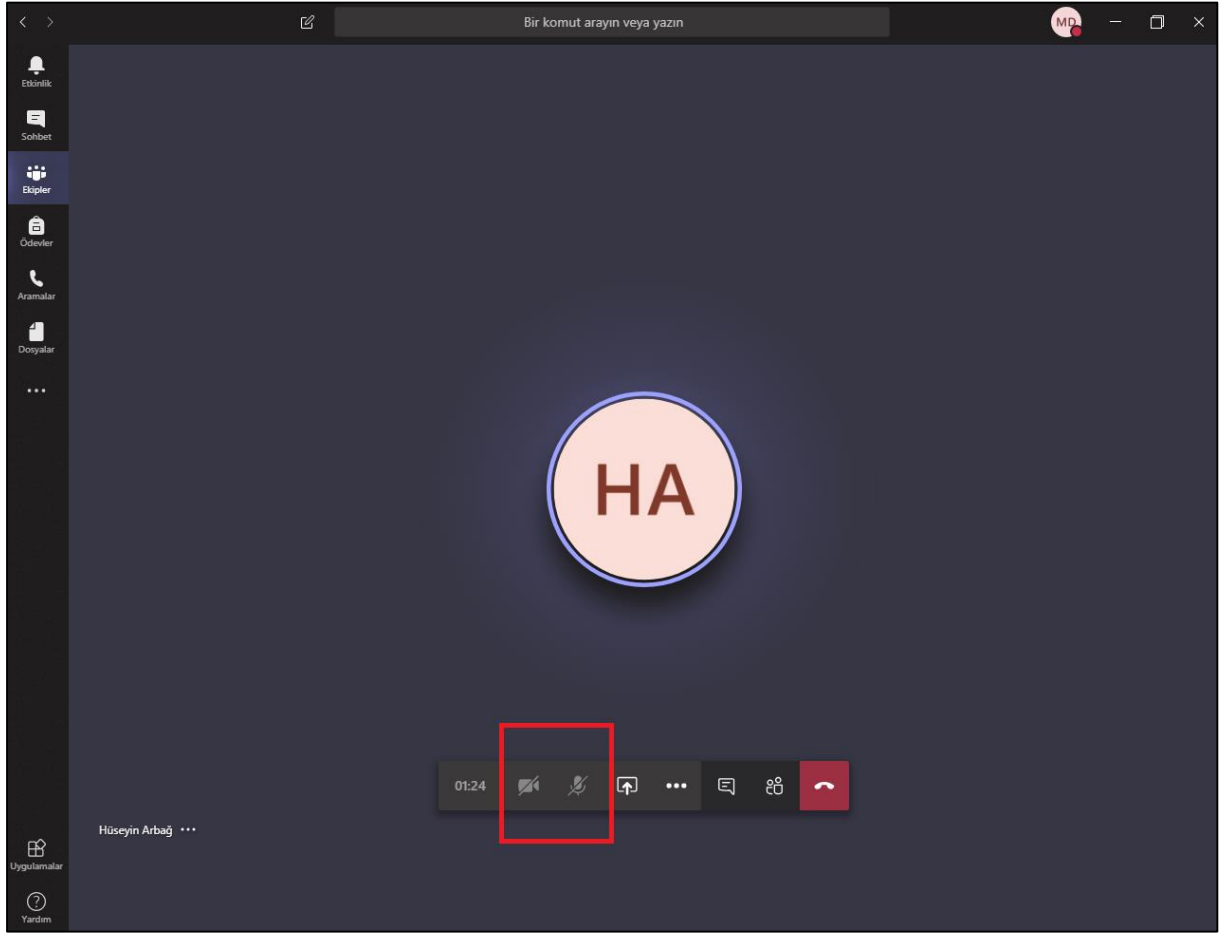 Bir komut arayın veya yazın
MD
Etkinlik
Sohbet
Ekipler
Ödevler
Aramalar
Dosyalar
HA
01:24
Hüseyin Arbağ
Uygulamalar
Yardım